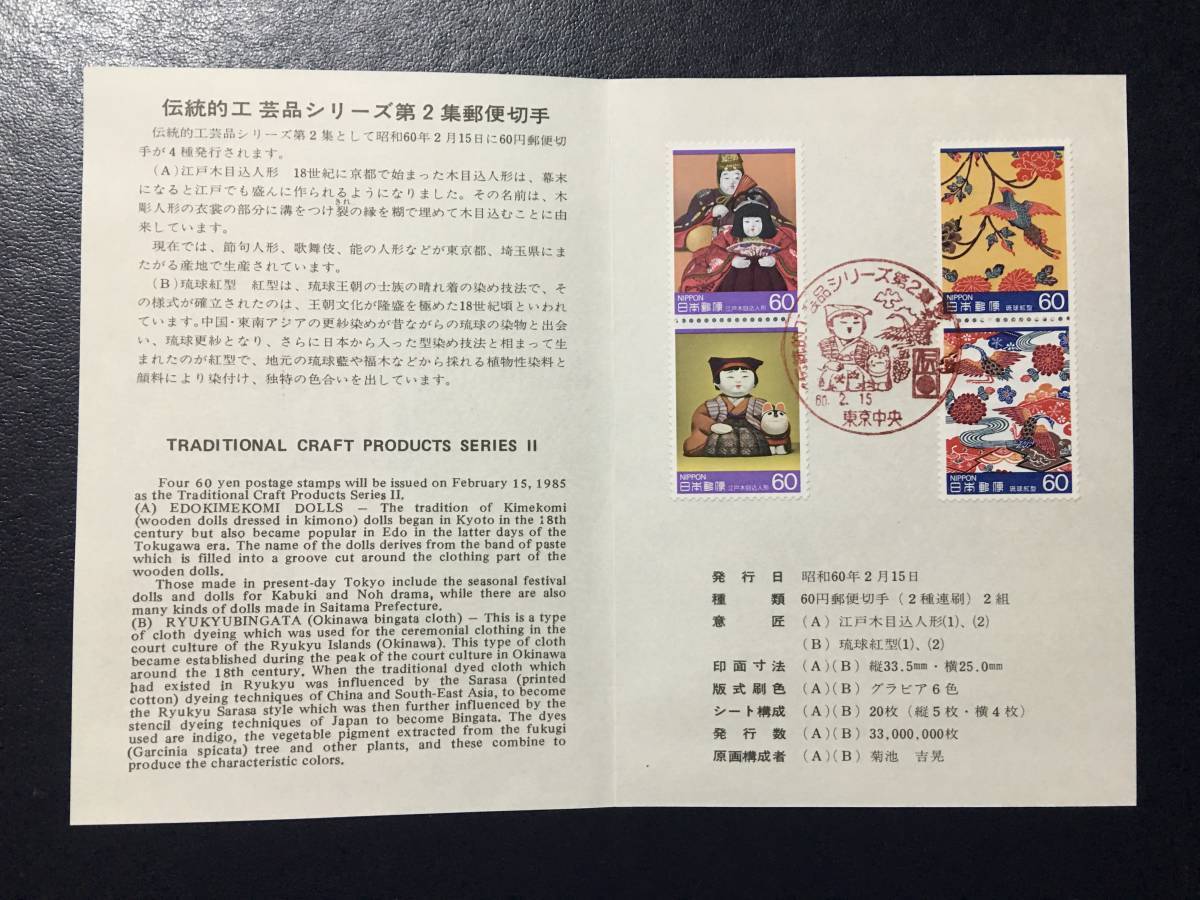 伝統的工芸品シリーズ第2集郵便切手
伝統的工芸品シリーズ第2集として昭和60年2月15日に60円郵便切
手が4種発行されます。
(A)江戸木目込人形 18世紀に京都で始まった木目込人形は、幕末
になると江戸でも盛んに作られるようになりました。その名前は、木
彫人形の衣裳の部分に溝をつけ裂の縁を糊で埋めて木目込むことに由
きれ
来しています。
現在では、節句人形、歌舞伎、能の人形などが東京都、埼玉県にま
たがる産地で生産されています。
(B)琉球紅型 紅型は、琉球王朝の士族の晴れ着の染め技法で、そ
の様式が確立されたのは、王朝文化が隆盛を極めた18世紀頃といわれ
ています。中国・東南アジアの更紗染めが昔ながらの琉球の染物と出会
い、琉球更紗となり、さらに日本から入った型染め技法と相まって生
まれたのが紅型で、地元の琉球藍や福木などから採れる植物性染料と
顔料により染付け、独特の色合いを出しています。
TRADITIONAL CRAFT PRODUCTS SERIES II
Four 60 yen postage stamps will be issued on February 15, 1985
as the Traditional Craft Products Series II.
(A) EDOKIMEKOMI DOLLS – The tradition of Kimekomi
(wooden dolls dressed in kimono) dolls began in Kyoto in the 18th
century but also became popular in Edo in the latter days of the
Tokugawa era. The name of the dolls derives from the band of paste
which is filled into a groove cut around the clothing part of the
wooden dolls.
Those made in present-day Tokyo include the seasonal festival
dolls and dolls for Kabuki and Noh drama, while there are also
many kinds of dolls made in Saitama Prefecture.
(B) RYUKYUBINGATA (Okinawa bingata cloth) – This is a type
of cloth dyeing which was used for the ceremonial clothing in the
court culture of the Ryukyu Islands (Okinawa). This type of cloth
became established during the peak of the court culture in Okinawa
around the 18th century. When the traditional dyed cloth which
had existed in Ryukyu was influenced by the Sarasa (printed
cotton) dyeing techniques of China and South-East Asia, to become
the Ryukyu Sarasa style which was then further influenced by the
stencil dyeing techniques of Japan to become Bingata. The dyes
used are indigo, the vegetable pigment extracted from the fukugi
(Garcinia spicata) tree and other plants, and these combine to
produce the characteristic colors.
NIPPON
日本郵便 江戸木目込人形 60
NIPPON
日本郵便 琉球紅型 60
NIPPON
日本郵便 江戸木目込人形 60
NIPPON
日本郵便 琉球紅型 60
芸品シリーズ第2集
60.2.15
東京中央
発行日 昭和60年2月15日
種類 60円郵便切手(2種連刷)2組
意匠 (A)江戸木目込人形(1)、(2)
(B)琉球紅型(1)、(2)
印面寸法 (A)(B)縦33.5mm・横25.0mm
版式刷色 (A)(B)グラビア6色
シート構成 (A)(B)20枚(縦5枚・横4枚)
発行数 (A)(B)33,000,000枚
原画構成者 (A)(B)菊池 吉晃